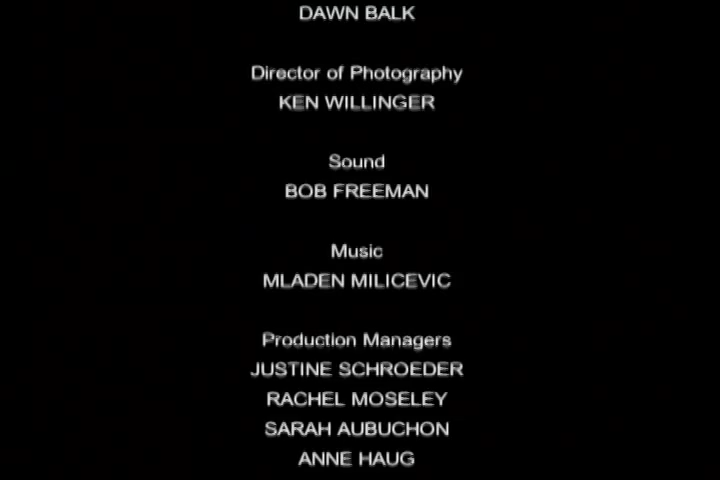 DAWN BALK
Director of Photography
KEN WILLINGER
Sound
BOB FREEMAN
Music
MLADEN MILICEVIC
Production Managers
JUSTINE SCHROEDER
RACHEL MOSELEY
SARAH AUBUCHON
ANNE HAUG